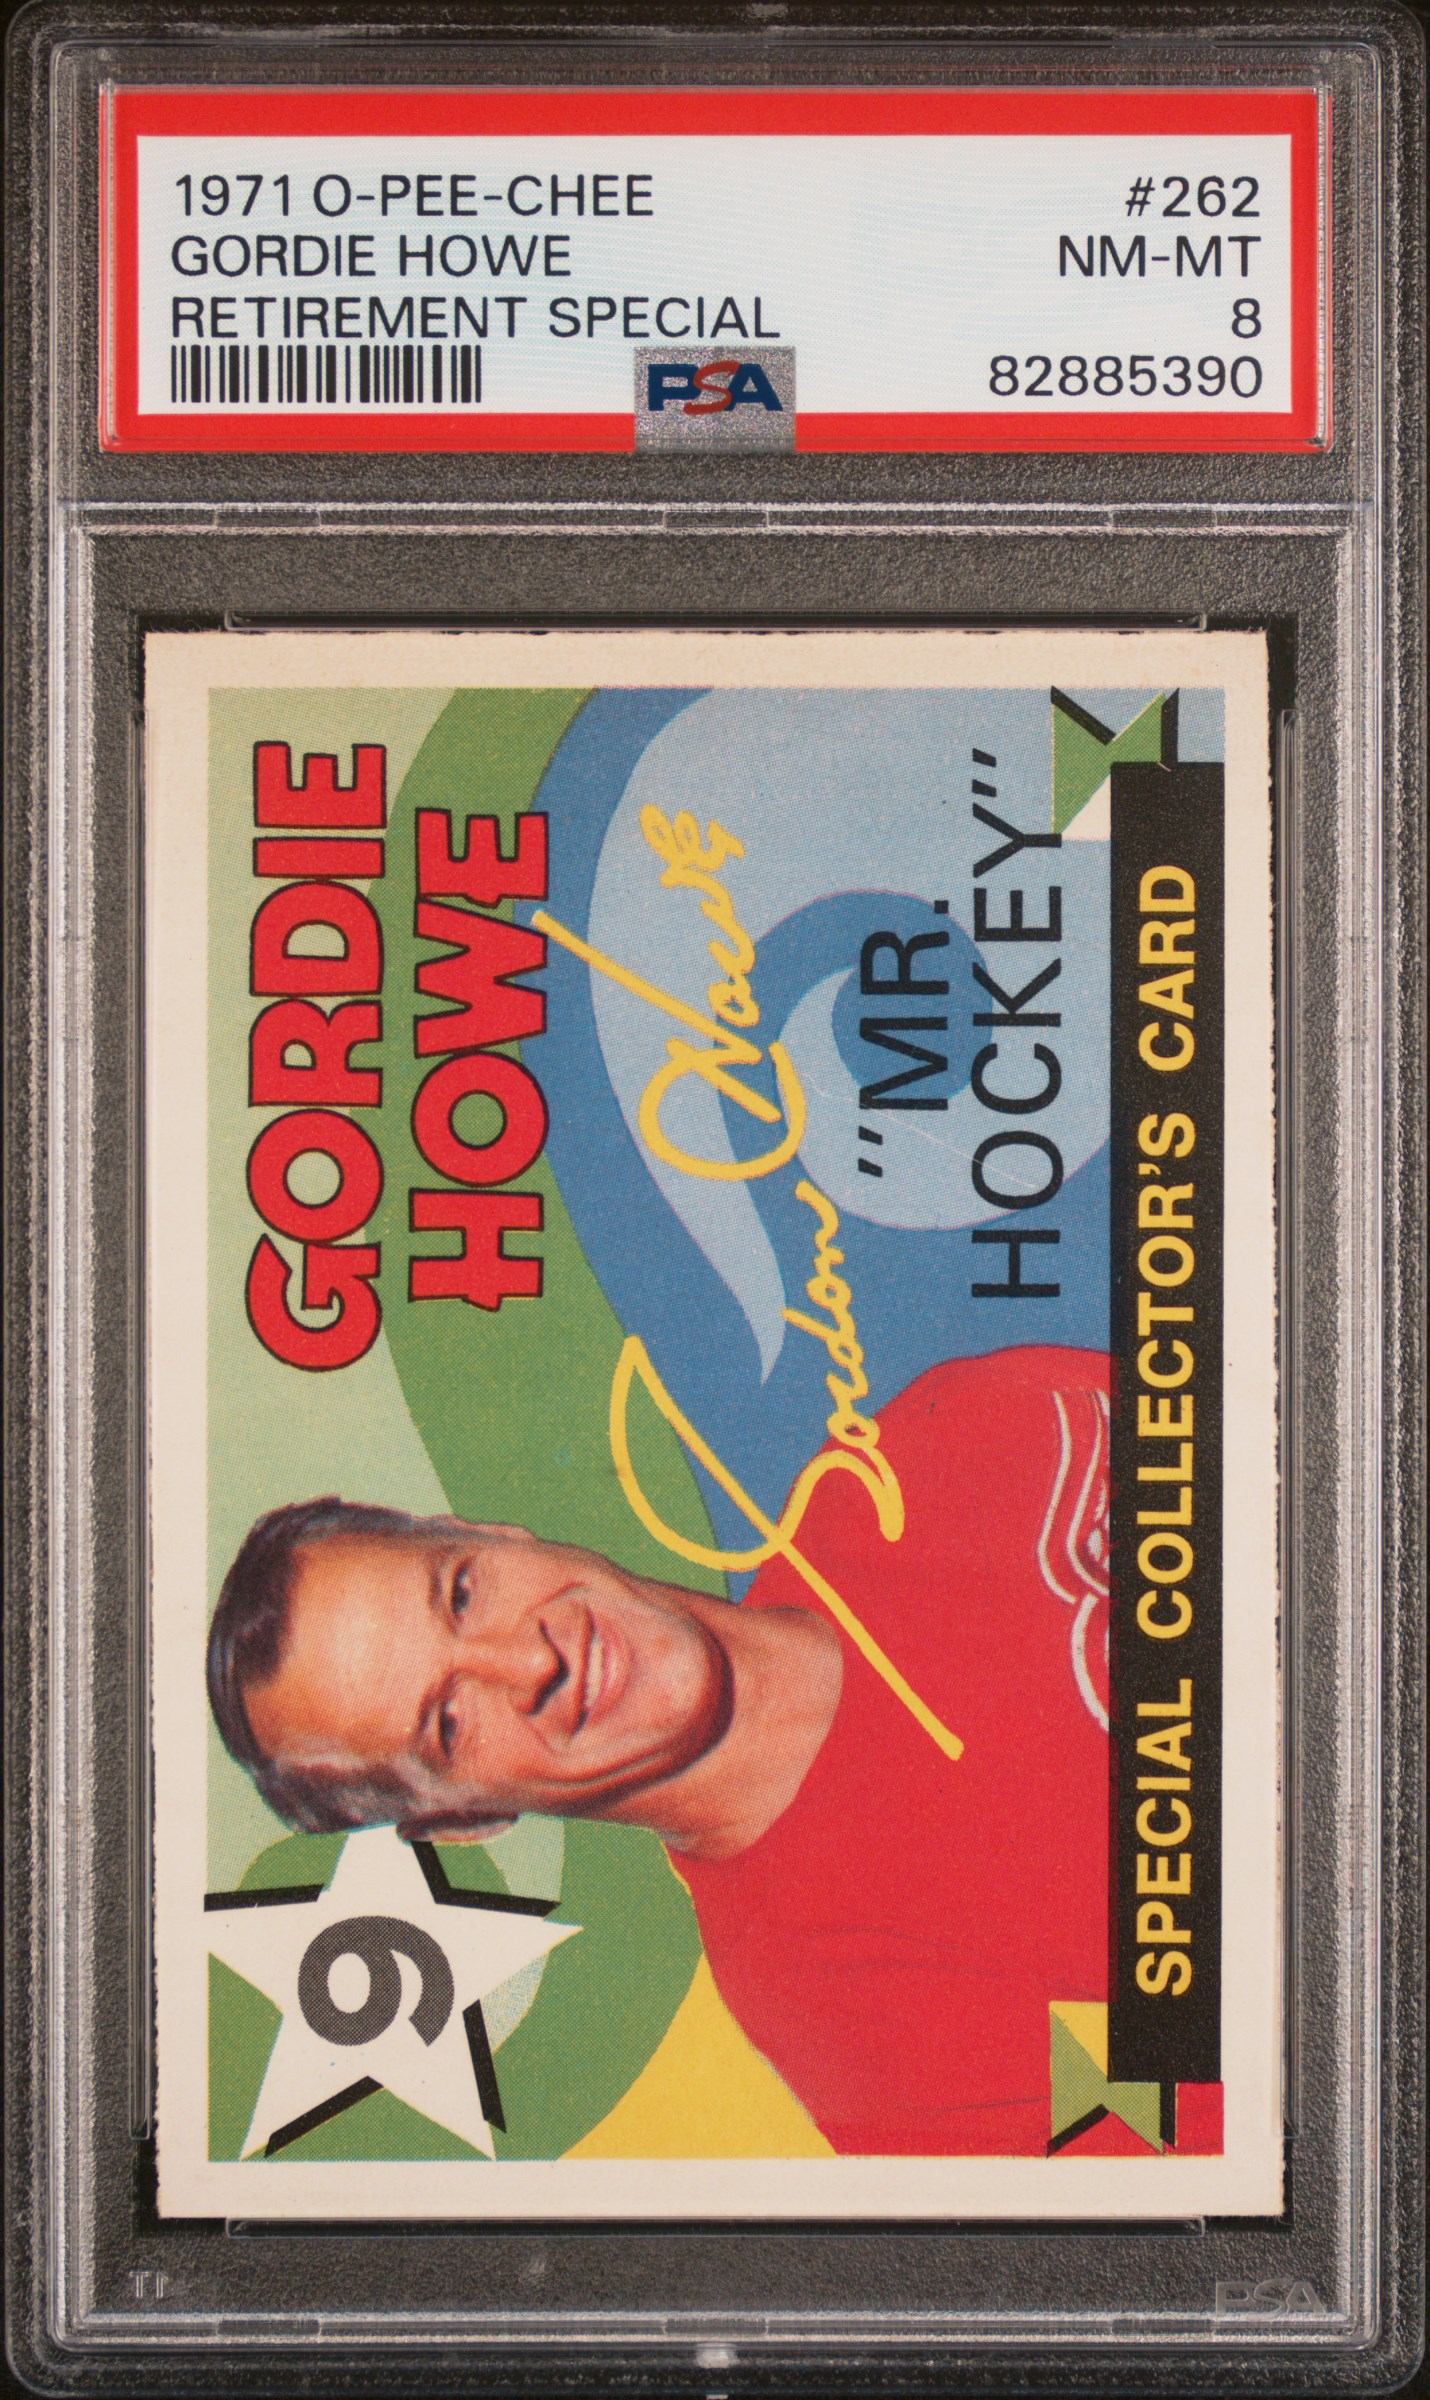 1971 O-PEE-CHEE #262
GORDIE HOWE NM-MT
RETIREMENT SPECIAL 8
PSA 82885390
GORDIE
HOWE
Gordon Howe
"MR.
HOCKEY"
9
SPECIAL COLLECTOR'S CARD
PSA